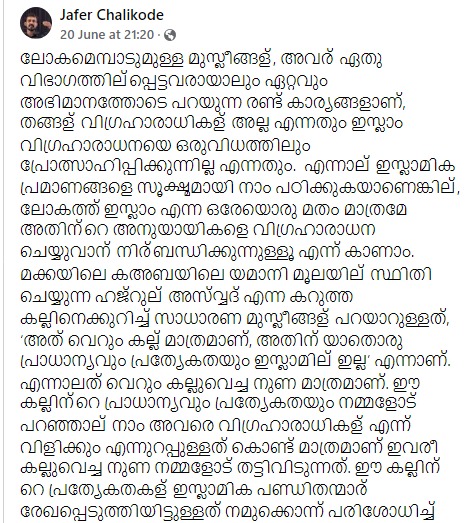 Jafer Chalikode
20 June at 21:20 ·
ലോകമെമ്പാടുമുള്ള മുസ്ലീങ്ങള്, അവര് ഏതു
വിഭാഗത്തില്പ്പെട്ടവരായാലും ഏറ്റവും
അഭിമാനത്തോടെ പറയുന്ന രണ്ട് കാര്യങ്ങളാണ്,
തങ്ങള് വിഗ്രഹാരാധികള് അല്ല എന്നതും ഇസ്ലാം
വിഗ്രഹാരാധനയെ ഒരുവിധത്തിലും
പ്രോത്സാഹിപ്പിക്കുന്നില്ല എന്നതും. എന്നാല് ഇസ്ലാമിക
പ്രമാണങ്ങളെ സൂക്ഷ്മമായി നാം പഠിക്കുകയാണെങ്കില്,
ലോകത്ത് ഇസ്ലാം എന്ന ഒരേയൊരു മതം മാത്രമേ
അതിന്റെ അനുയായികളെ വിഗ്രഹാരാധന
ചെയ്യുവാന് നിര്ബന്ധിക്കുന്നുള്ളൂ എന്ന് കാണാം.
മക്കയിലെ കഅബയിലെ യമാനി മൂലയില് സ്ഥിതി
ചെയ്യുന്ന ഹജ്റുല് അസ്വ്വദ് എന്ന കറുത്ത
കല്ലിനെക്കുറിച്ച് സാധാരണ മുസ്ലീങ്ങള് പറയാറുള്ളത്,
‘അത് വെറും കല്ല് മാത്രമാണ്, അതിന് യാതൊരു
പ്രാധാന്യവും പ്രത്യേകതയും ഇസ്ലാമില് ഇല്ല’ എന്നാണ്.
എന്നാലത് വെറും കല്ലുവെച്ച നുണ മാത്രമാണ്. ഈ
കല്ലിന്റെ പ്രാധാന്യവും പ്രത്യേകതയും നമ്മളോട്
പറഞ്ഞാല് നാം അവരെ വിഗ്രഹാരാധികള് എന്ന്
വിളിക്കും എന്നുറപ്പുള്ളത് കൊണ്ട് മാത്രമാണ് ഇവരീ
കല്ലുവെച്ച നുണ നമ്മളോട് തട്ടിവിടുന്നത്. ഈ കല്ലിന്
റെ പ്രത്യേകതകള് ഇസ്ലാമിക പണ്ഡിതന്മാര്
രേഖപ്പെടുത്തിയിട്ടുള്ളത് നമുക്കൊന്ന് പരിശോധിച്ച്